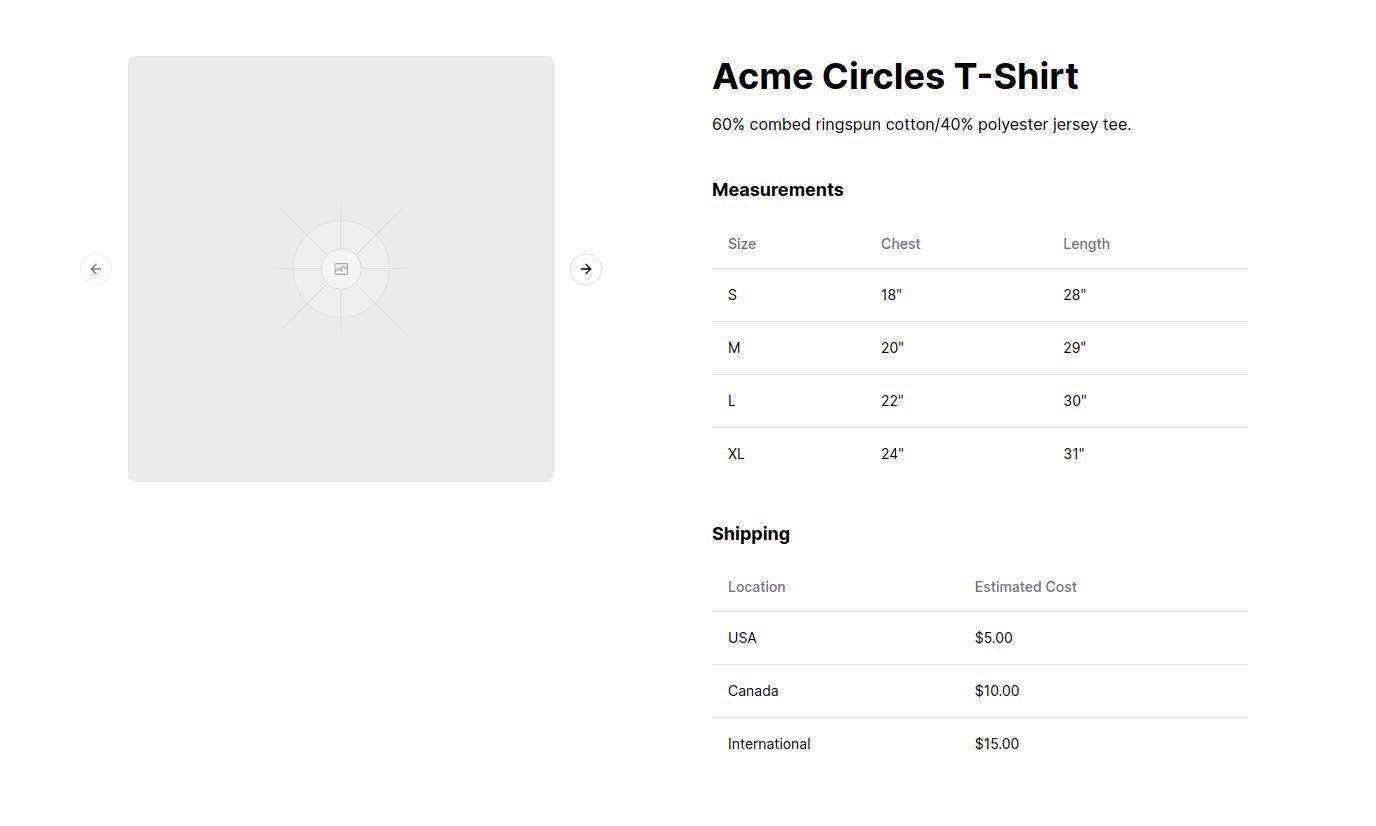 Acme Circles T-Shirt
60% combed ringspun cotton/40% polyester jersey tee.
Measurements
Size Chest Length
S 18" 28"
M 20" 29"
L 22" 30"
XL 24" 31"
Shipping
Location Estimated Cost
USA $5.00
Canada $10.00
International $15.00